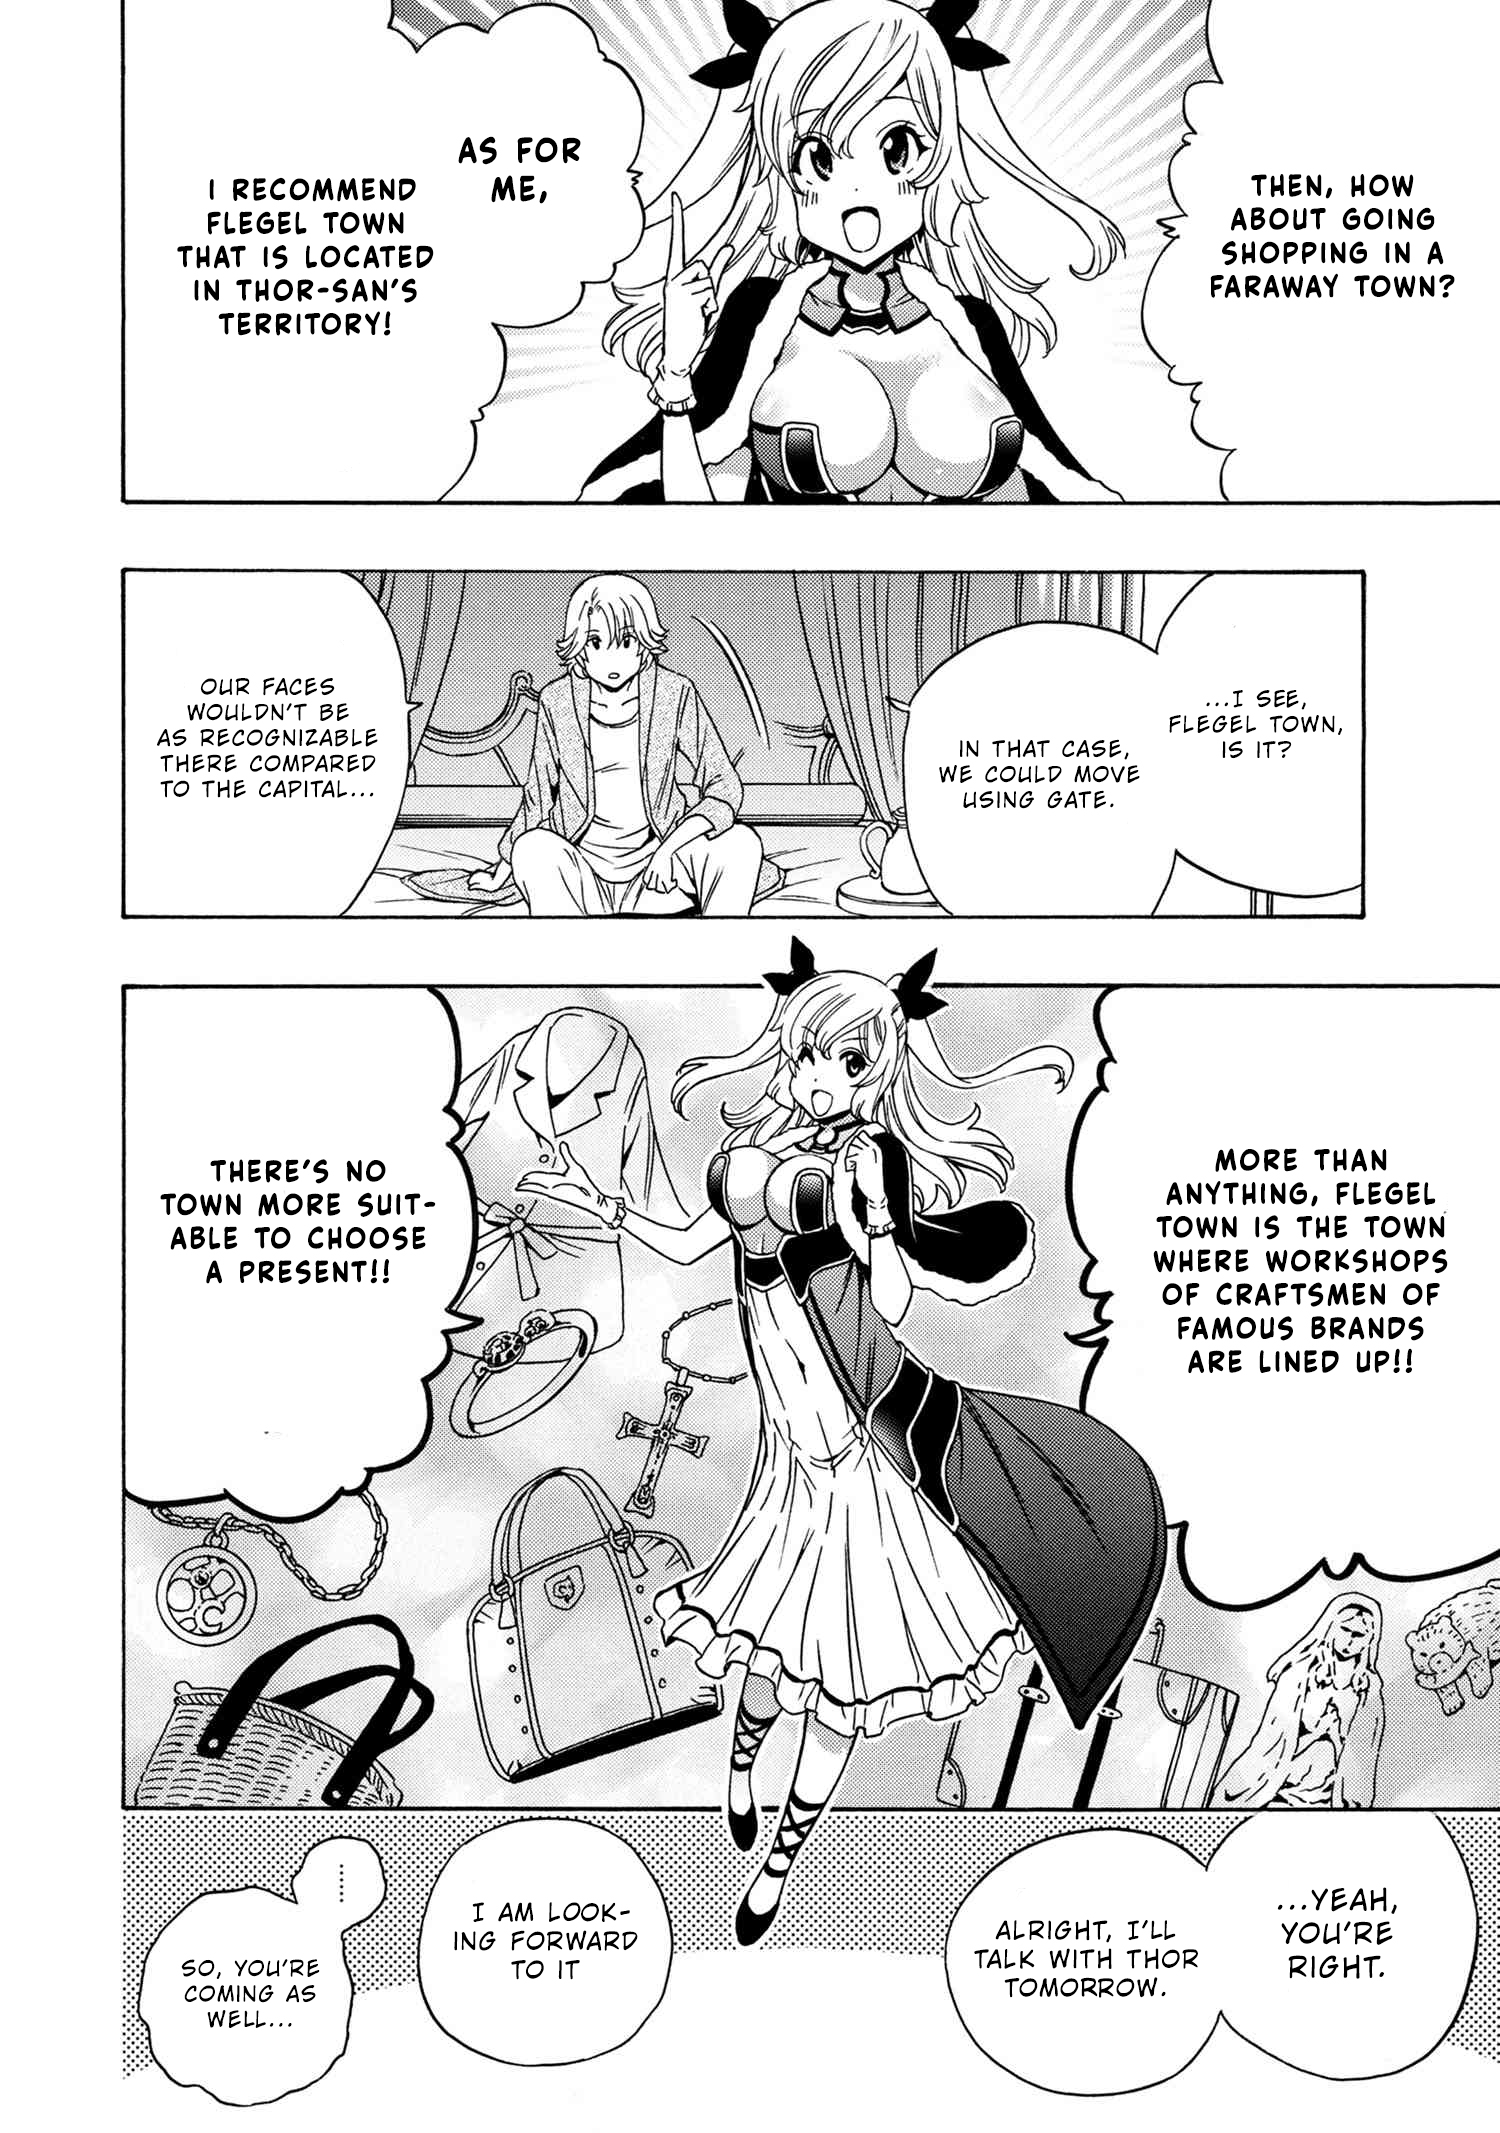 THEN, HOW
ABOUT GOING
SHOPPING IN A
FARAWAY TOWN?
AS FOR
ME,
I RECOMMEND
FLEGEL TOWN
THAT IS LOCATED
IN THOR-SAN'S
TERRITORY!
...I SEE,
FLEGEL TOWN,
IS IT?
IN THAT CASE,
WE COULD MOVE
USING GATE.
OUR FACES
WOULDN'T BE
AS RECOGNIZABLE
THERE COMPARED
TO THE CAPITAL...
MORE THAN
ANYTHING, FLEGEL
TOWN IS THE TOWN
WHERE WORKSHOPS
OF CRAFTSMEN OF
FAMOUS BRANDS
ARE LINED UP!!
THERE'S NO
TOWN MORE SUIT-
ABLE TO CHOOSE
A PRESENT!!
...YEAH,
YOU'RE
RIGHT.
ALRIGHT, I'LL
TALK WITH THOR
TOMORROW.
I AM LOOK-
ING FORWARD
TO IT
......
SO, YOU'RE
COMING AS
WELL...